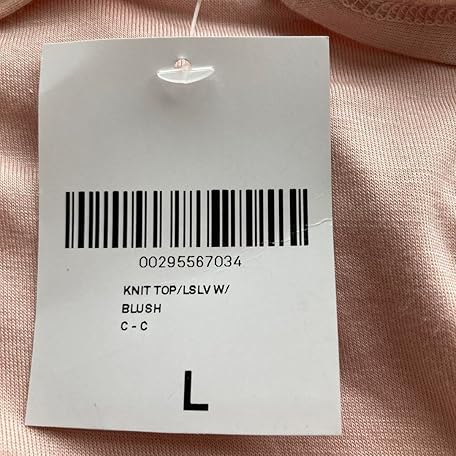 00295567034
KNIT TOP/LSLV W/
BLUSH
C - C
L